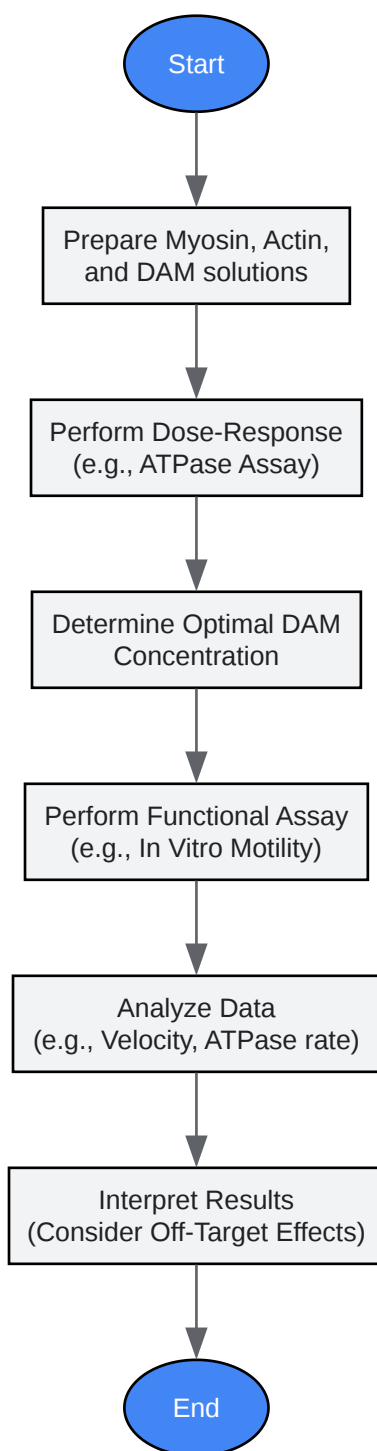 Start
Prepare Myosin, Actin,
and DAM solutions
Perform Dose-Response
(e.g., ATPase Assay)
Determine Optimal DAM
Concentration
Perform Functional Assay
(e.g., In Vitro Motility)
Analyze Data
(e.g., Velocity, ATPase rate)
Interpret Results
(Consider Off-Target Effects)
End